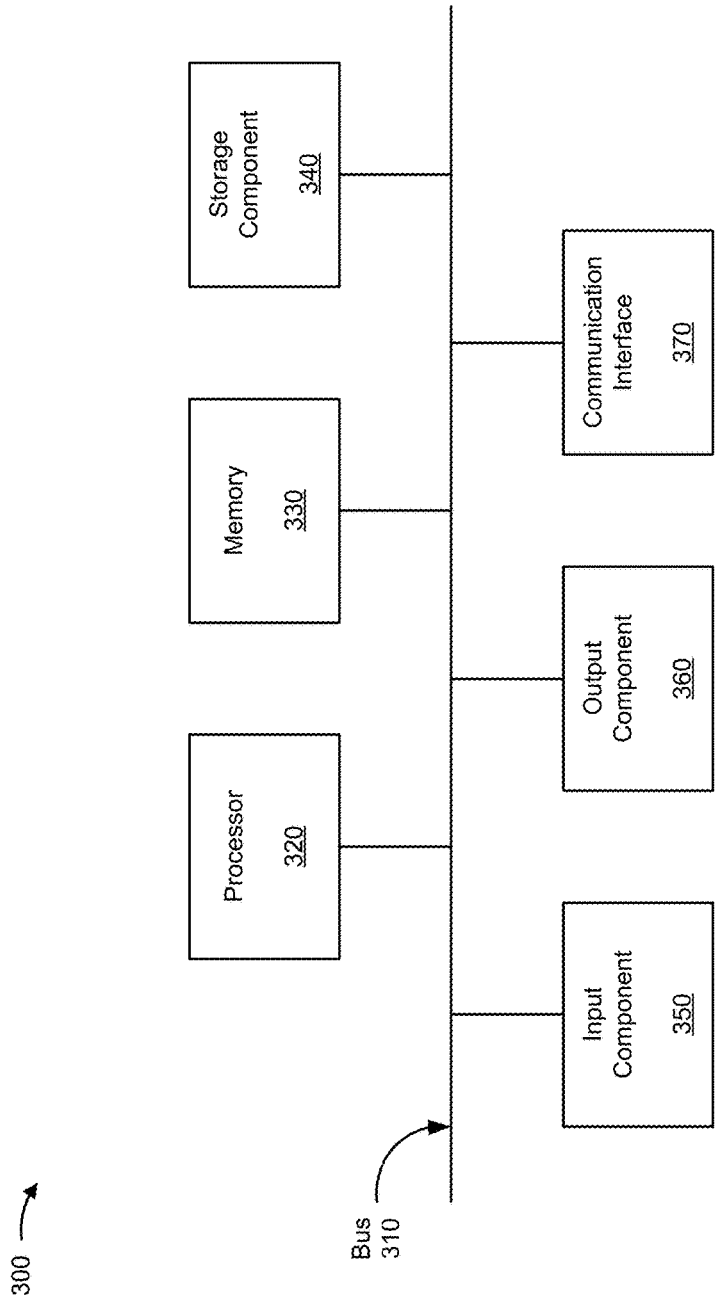 300
Processor
320
Memory
330
Storage
Component
340
Bus
310
Input
Component
350
Output
Component
360
Communication
Interface
370